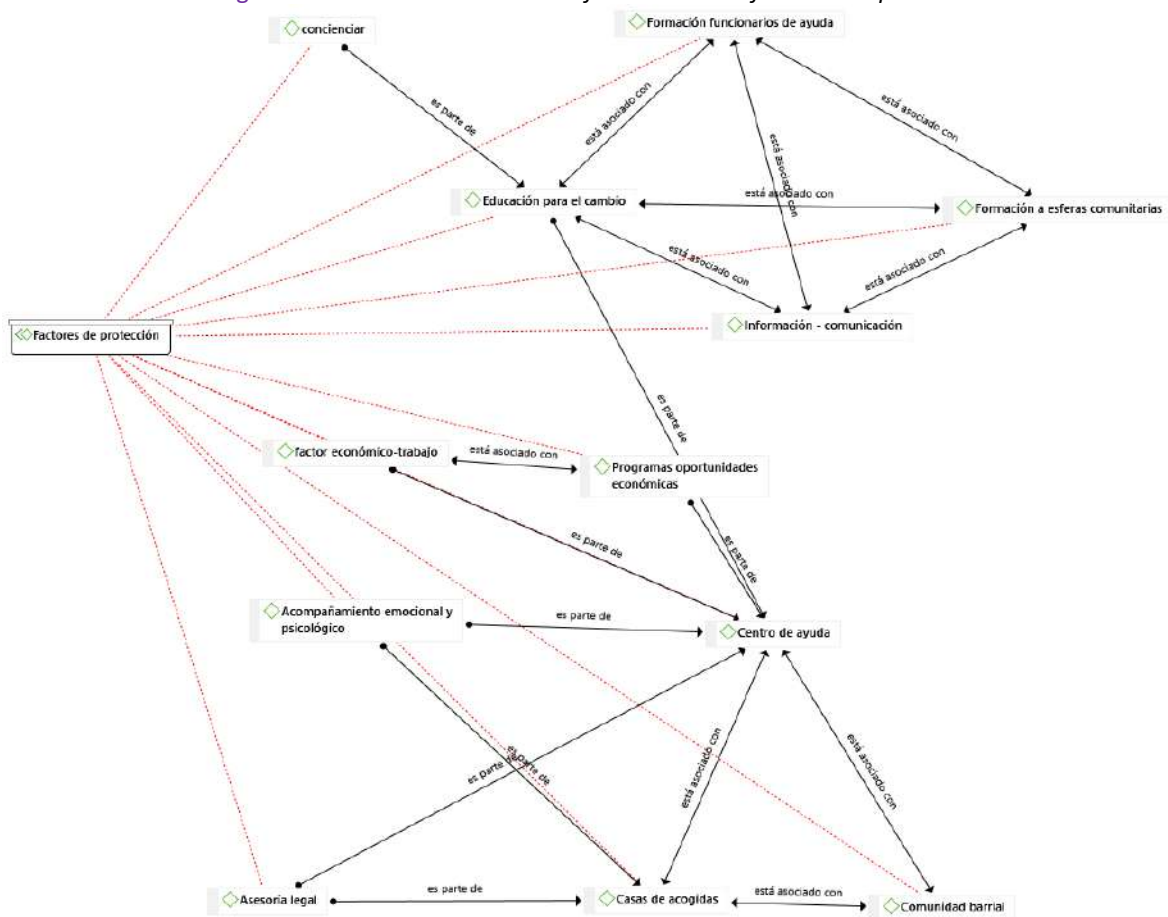 concienciar
Formación funcionarios de ayuda
es parte de
está asociado con
está asociado con
está asociado con
Educación para el cambio
está asociado con
Formación a esferas comunitarias
está asociado con
está asociado con
Factores de protección
Información - comunicación
es parte de
factor económico-trabajo
está asociado con
Programas oportunidades
económicas
es parte de
es parte de
Acompañamiento emocional y
psicológico
es parte de
Centro de ayuda
es parte de
es parte de
está asociado con
está asociado con
Asesoría legal
es parte de
Casas de acogidas
está asociado con
Comunidad barrial